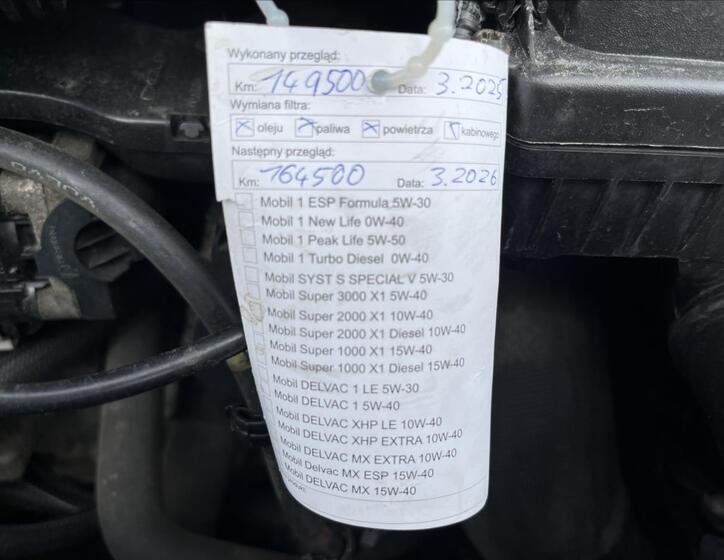 Wykonany przegląd:
Km: 149500 Data: 3.2025
Wymiana filtra:
oleju paliwa powietrza kabinowego
Następny przegląd:
Km: 164500 Data: 3.2026
Mobil 1 ESP Formula 5W-30
Mobil 1 New Life 0W-40
Mobil 1 Peak Life 5W-50
Mobil 1 Turbo Diesel 0W-40
Mobil SYST S SPECIAL V 5W-30
Mobil Super 3000 X1 5W-40
Mobil Super 2000 X1 10W-40
Mobil Super 2000 X1 Diesel 10W-40
Mobil Super 1000 X1 15W-40
Mobil Super 1000 X1 Diesel 15W-40
Mobil DELVAC 1 LE 5W-30
Mobil DELVAC 1 5W-40
Mobil DELVAC XHP LE 10W-40
Mobil DELVAC XHP EXTRA 10W-40
Mobil DELVAC MX EXTRA 10W-40
Mobil Delvac MX ESP 15W-40
Mobil DELVAC MX 15W-40